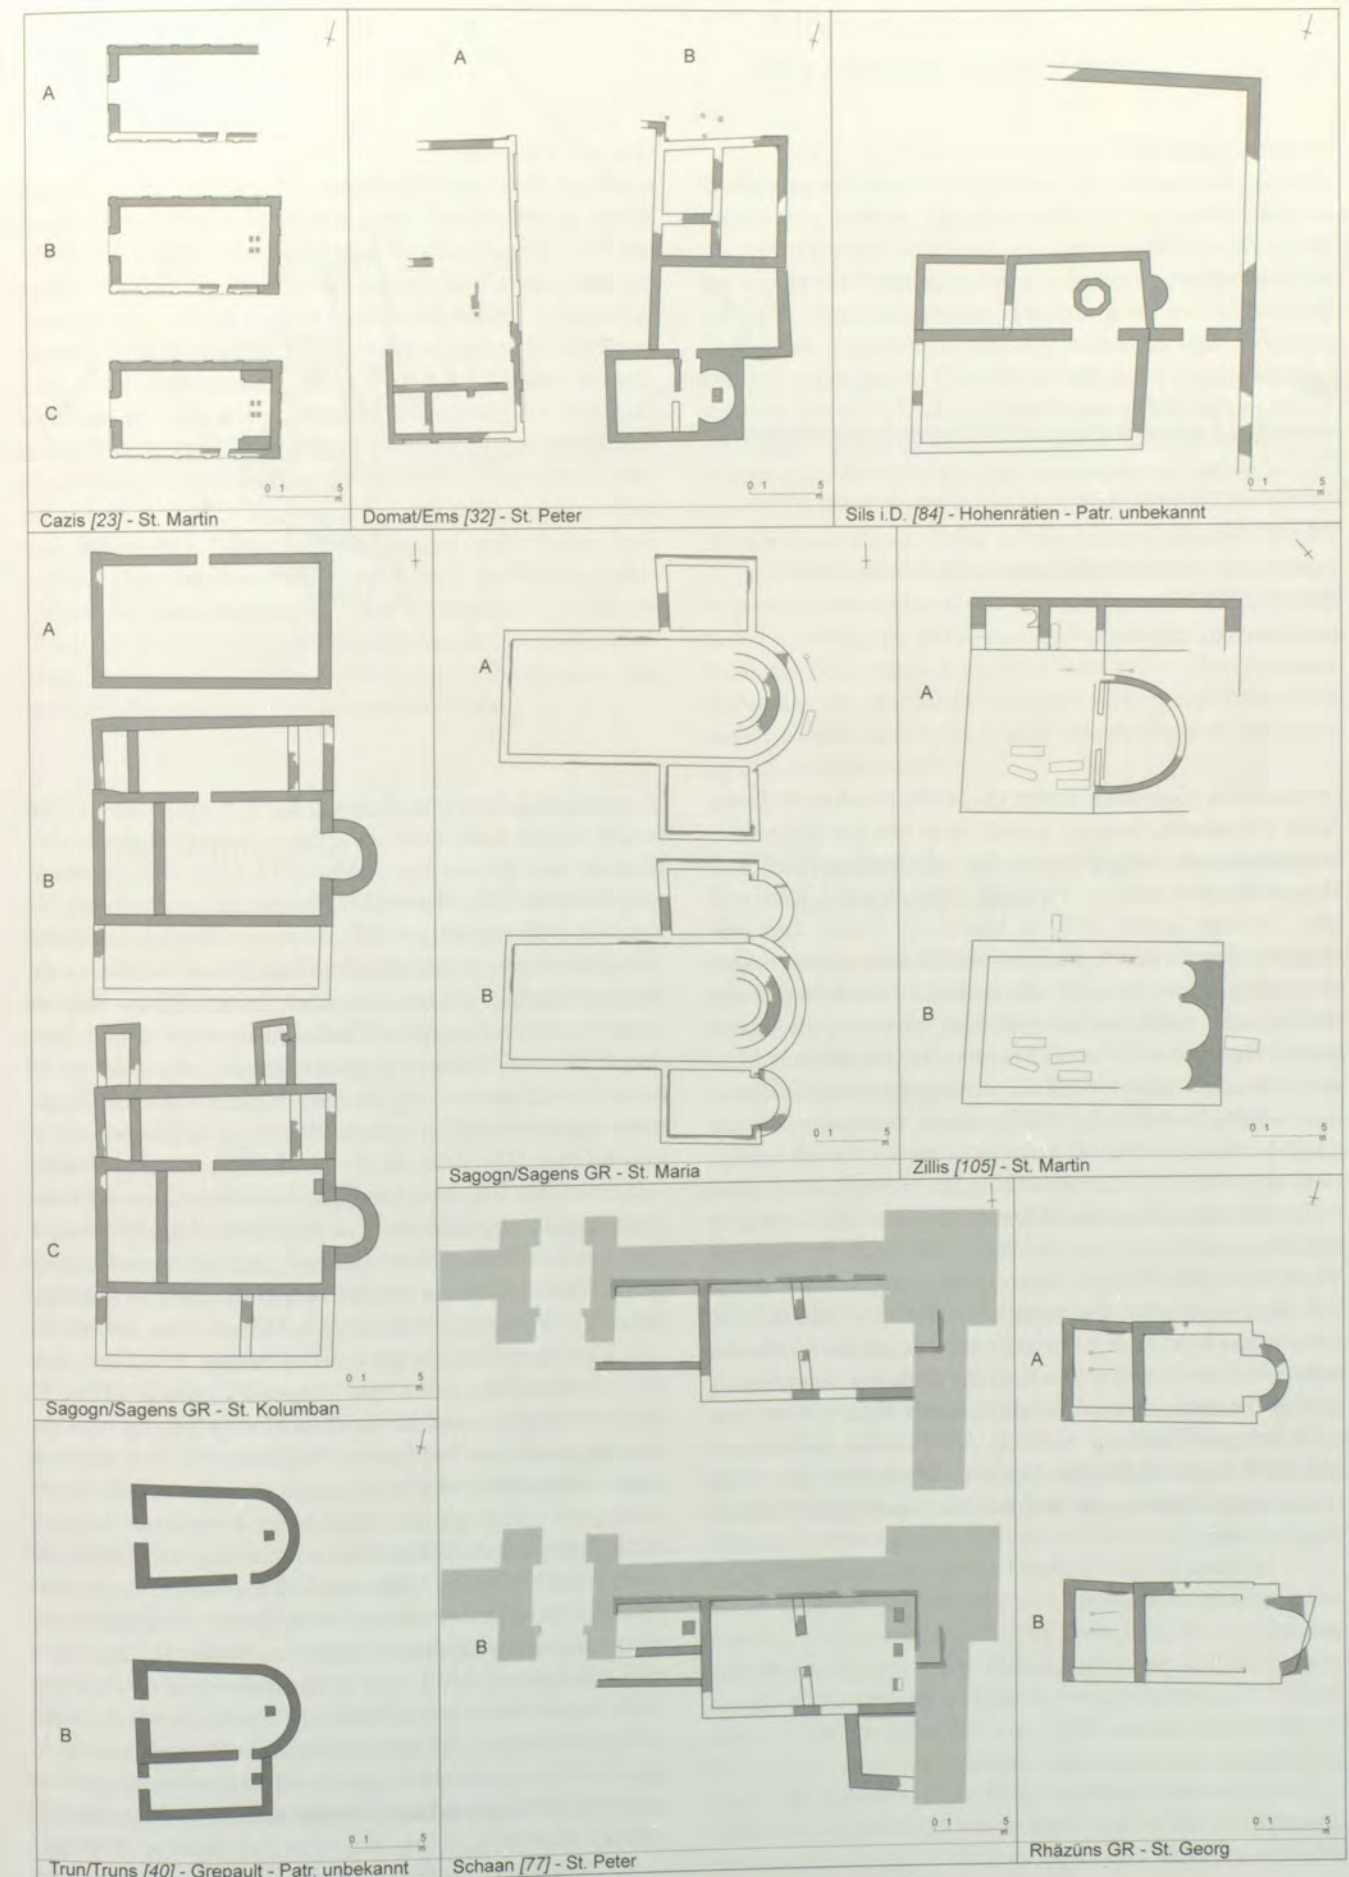 A
B
C
0 1 5
m
Cazis [23] - St. Martin
A
B
0 1 5
m
Domat/Ems [32] - St. Peter
0 1 5
m
Sils i.D. [84] - Hohenrätien - Patr. unbekannt
A
B
C
0 1 5
m
Sagogn/Sagens GR - St. Kolumban
A
B
0 1 5
m
Sagogn/Sagens GR - St. Maria
A
B
0 1 5
m
Zillis [105] - St. Martin
B
0 1 5
m
Trun/Truns [40] - Grepault - Patr. unbekannt
B
0 1 5
m
Schaan [77] - St. Peter
A
B
0 1 5
m
Rhäzüns GR - St. Georg